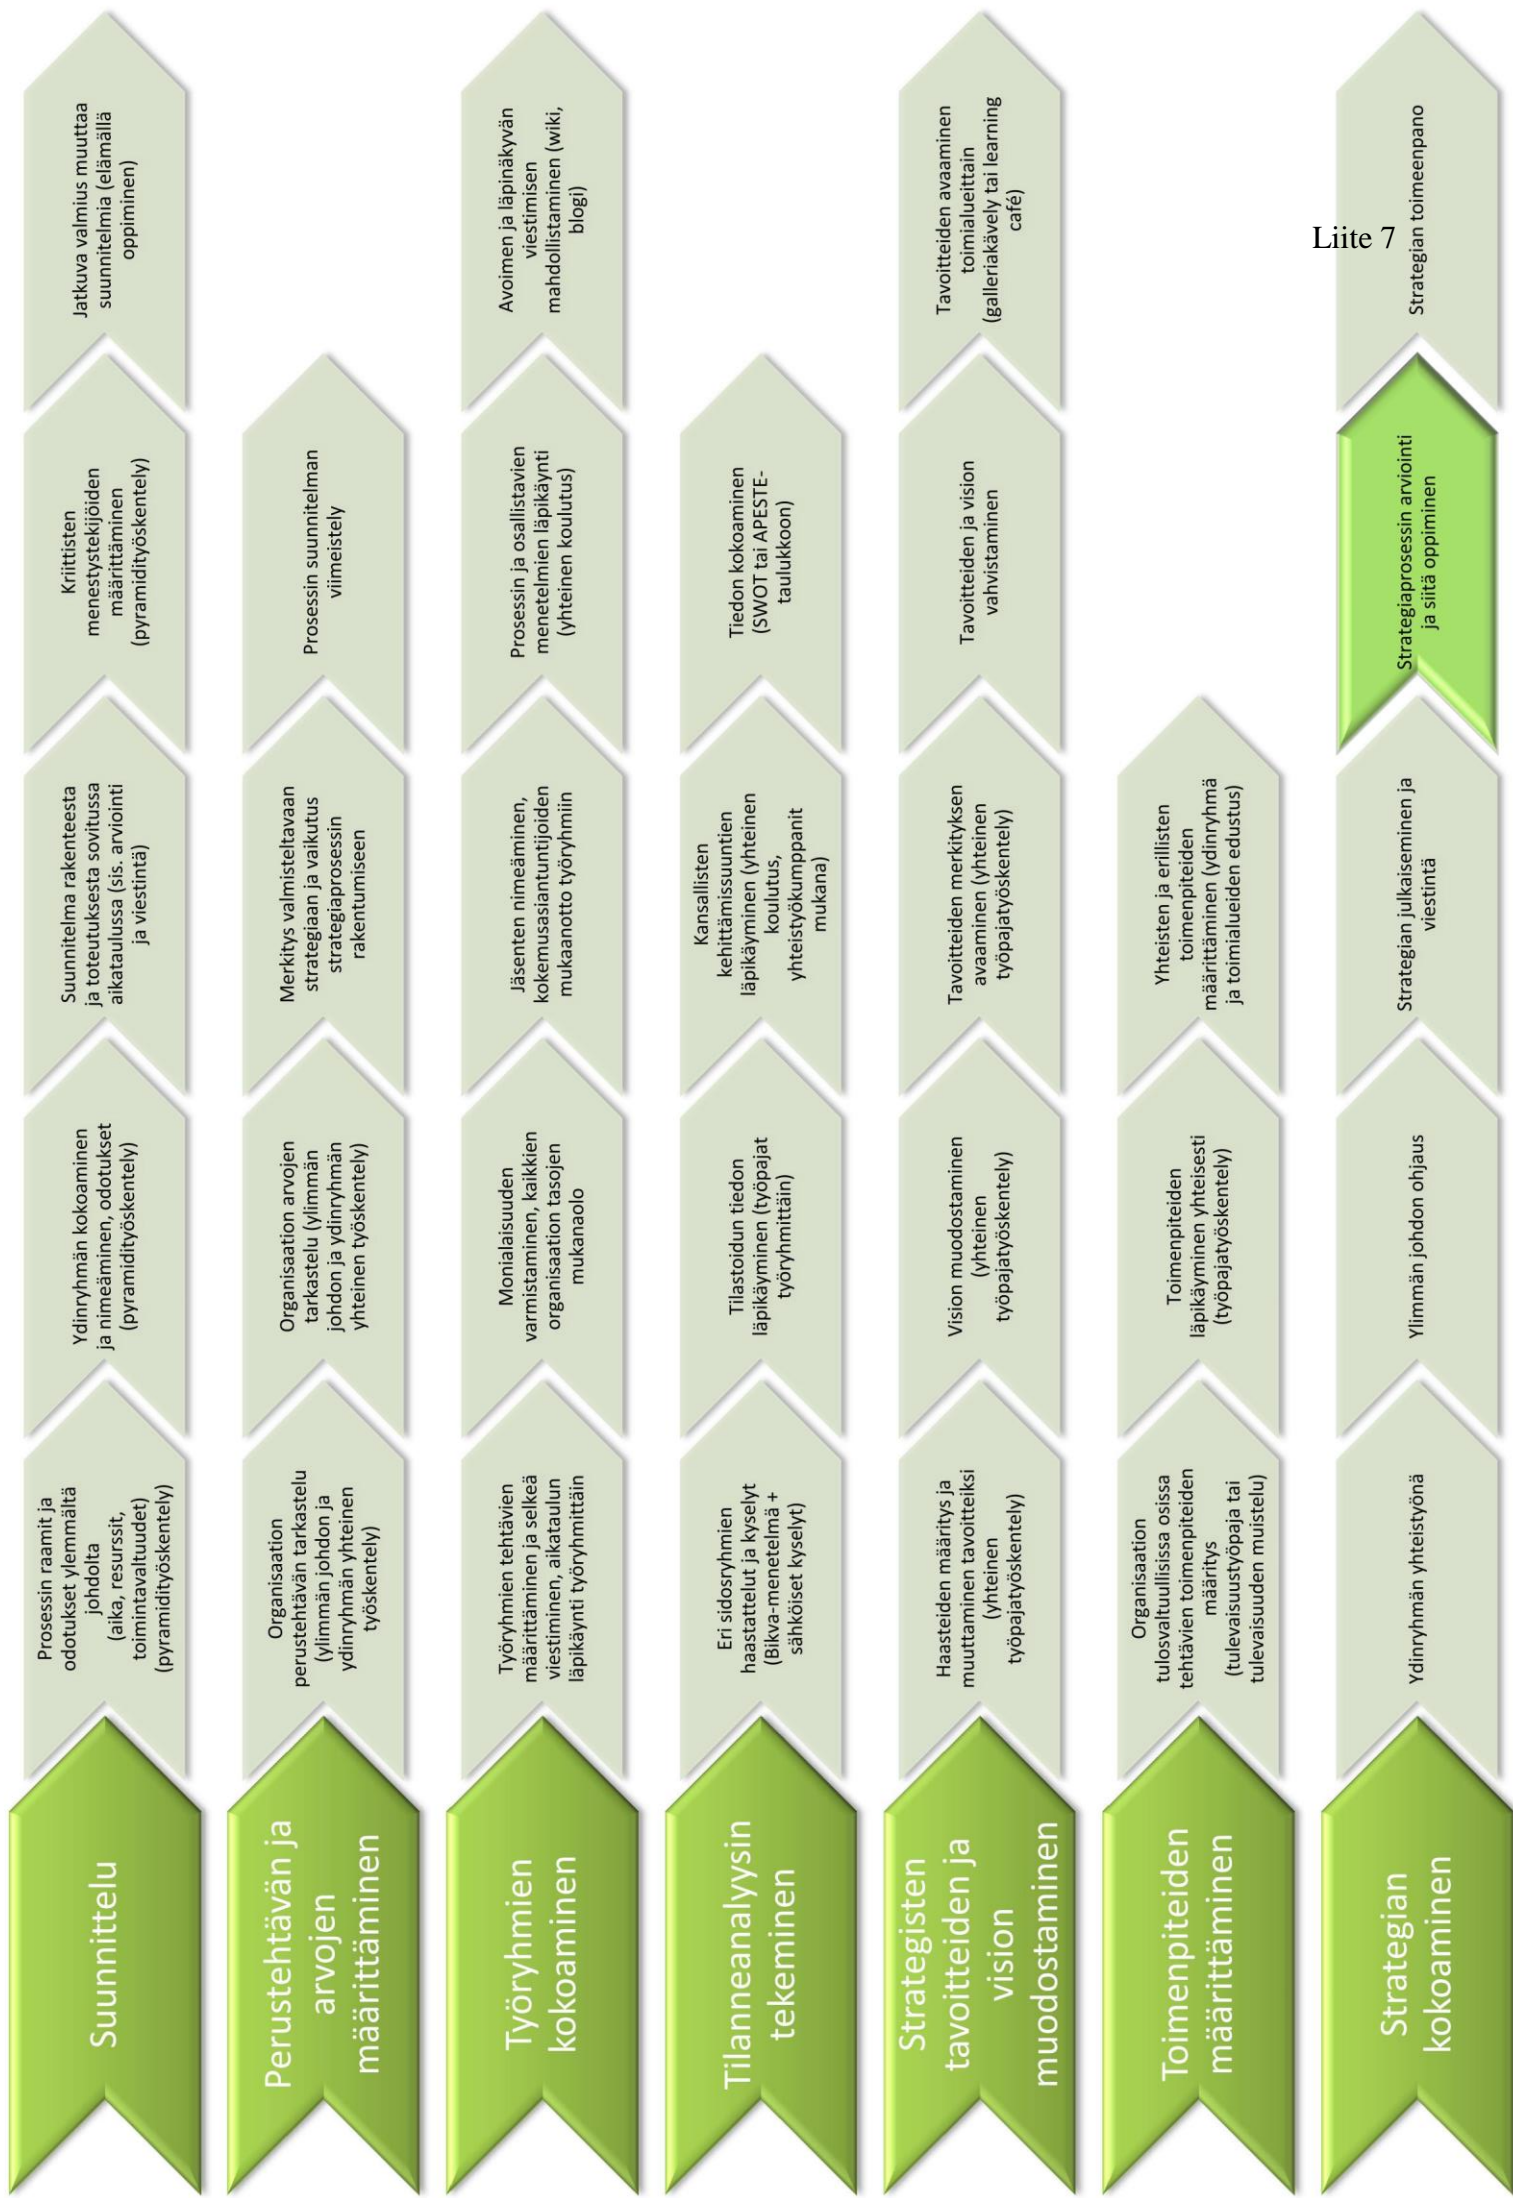 Liite 7
Suunnittelu
Prosessin raamit ja
odotukset ylemmältä
johdolta
(aika, resurssit,
toimintavaltuudet)
(pyramidityöskentely)
Ydinryhmän kokoaminen
ja nimeäminen, odotukset
(pyramidityöskentely)
Suunnitelma rakenteesta
ja toteutuksesta sovitussa
aikataulussa (sis. arviointi
ja viestintä)
Kriittisten
menestystekijöiden
määrittäminen
(pyramidityöskentely)
Jatkuva valmius muuttaa
suunnitelmia (elämällä
oppiminen)
Perustehtävän ja
arvojen
määrittäminen
Organisaation
perustehtävän tarkastelu
(ylimmän johdon ja
ydinryhmän yhteinen
työskentely)
Organisaation arvojen
tarkastelu (ylimmän
johdon ja ydinryhmän
yhteinen työskentely)
Merkitys valmisteltavaan
strategiaan ja vaikutus
strategiaprosessin
rakentumiseen
Prosessin suunnitelman
viimeistely
Työryhmien
kokoaminen
Työryhmien tehtävien
määrittäminen ja selkeä
viestiminen, aikataulun
läpikäynti työryhmittäin
Monialaisuuden
varmistaminen, kaikkien
organisaation tasojen
mukanaolo
Jäsenten nimeäminen,
kokemusasiantuntijoiden
mukaanotto työryhmiin
Prosessin ja osallistavien
menetelmien läpikäynti
(yhteinen koulutus)
Avoimen ja läpinäkyvän
viestimisen
mahdollistaminen (wiki,
blogi)
Tilanneanalyysin
tekeminen
Eri sidosryhmien
haastattelut ja kyselyt
(Bikva-menetelmä +
sähköiset kyselyt)
Tilastoidun tiedon
läpikäyminen (työpajat
työryhmittäin)
Kansallisten
kehittämissuuntien
läpikäyminen (yhteinen
koulutus,
yhteistyökumppanit
mukana)
Tiedon kokoaminen
(SWOT tai APESTE-
taulukkoon)
Strategisten
tavoitteiden ja
vision
muodostaminen
Haasteiden määritys ja
muuttaminen tavoitteiksi
(yhteinen
työpajatyöskentely)
Vision muodostaminen
(yhteinen
työpajatyöskentely)
Tavoitteiden merkityksen
avaaminen (yhteinen
työpajatyöskentely)
Tavoitteiden ja vision
vahvistaminen
Tavoitteiden avaaminen
toimialueittain
(galleriakävely tai learning
café)
Toimenpiteiden
määrittäminen
Organisaation
tulosvaltuullisissa osissa
tehtävien toimenpiteiden
määritys
(tulevaisuustyöpaja tai
tulevaisuuden muistelu)
Toimenpiteiden
läpikäyminen yhteisesti
(työpajatyöskentely)
Yhteisten ja erillisten
toimenpiteiden
määrittäminen (ydinryhmä
ja toimialueiden edustus)
Strategian
kokoaminen
Ydinryhmän yhteistyönä
Ylimmän johdon ohjaus
Strategian julkaiseminen ja
viestintä
Strategiaprosessin arviointi
ja siitä oppiminen
Strategian toimeenpano